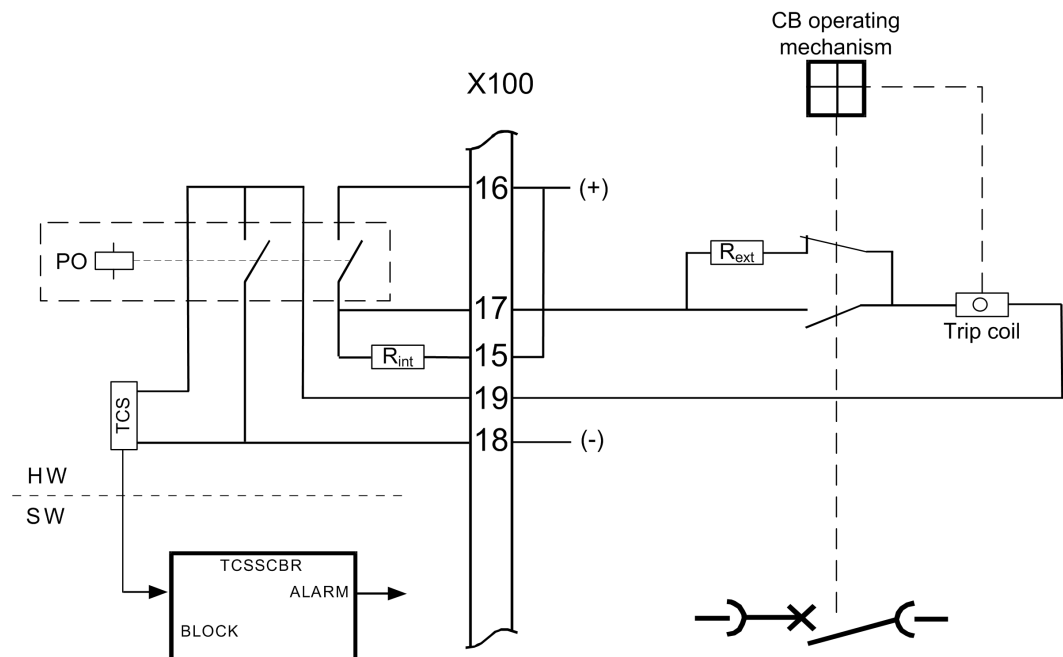 CB operating
mechanism
X100
16
(+)
PO
Rext
17
Trip coil
Rint
15
19
TCS
18
(-)
HW
SW
TCSSCBR
ALARM
BLOCK